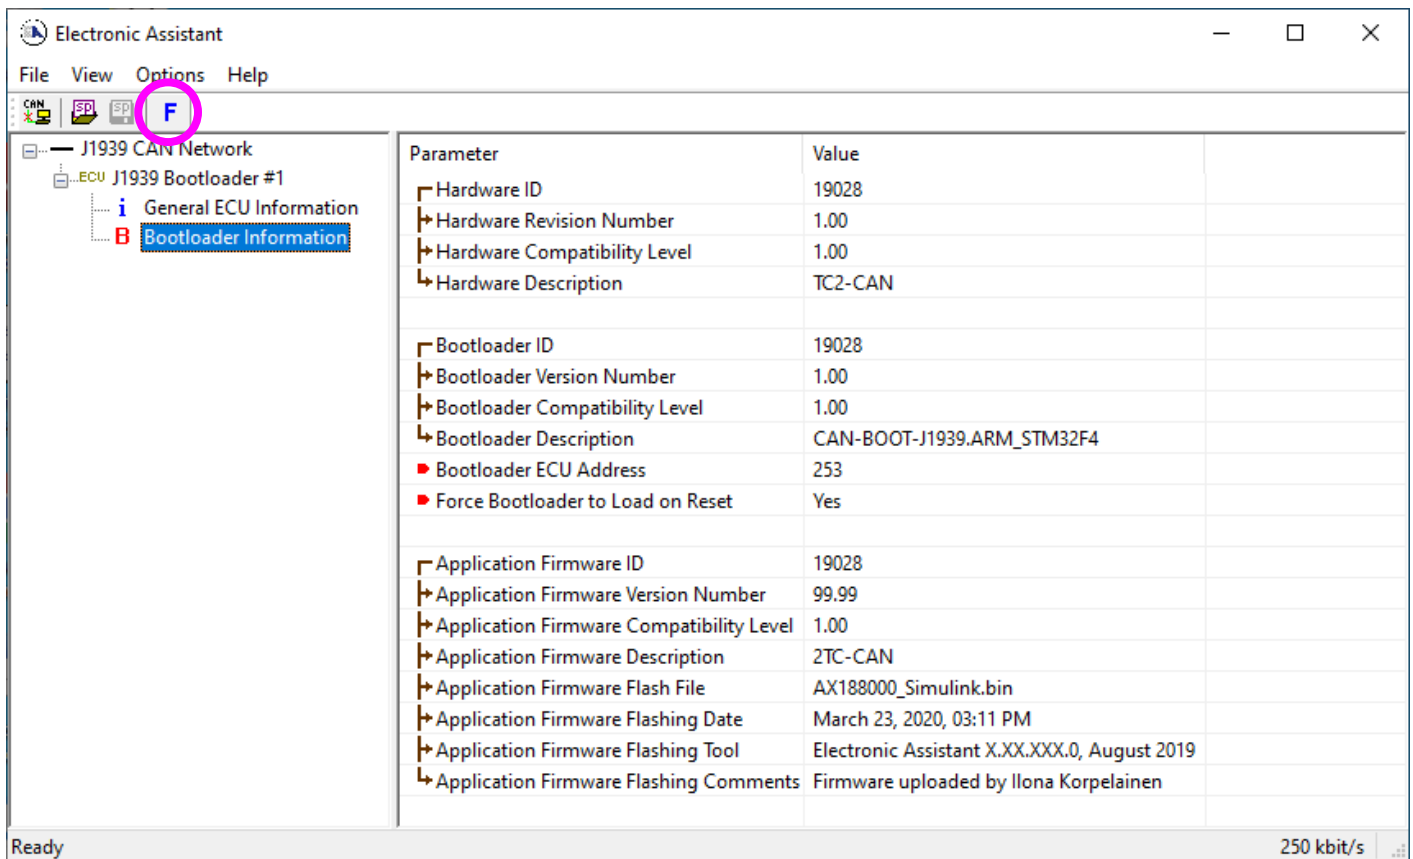 Electronic Assistant
File View Options Help
CAN SP SP F
J1939 CAN Network
ECU J1939 Bootloader #1
i General ECU Information
B Bootloader Information
Parameter Value
Hardware ID 19028
Hardware Revision Number 1.00
Hardware Compatibility Level 1.00
Hardware Description TC2-CAN
Bootloader ID 19028
Bootloader Version Number 1.00
Bootloader Compatibility Level 1.00
Bootloader Description CAN-BOOT-J1939.ARM_STM32F4
Bootloader ECU Address 253
Force Bootloader to Load on Reset Yes
Application Firmware ID 19028
Application Firmware Version Number 99.99
Application Firmware Compatibility Level 1.00
Application Firmware Description 2TC-CAN
Application Firmware Flash File AX188000_Simulink.bin
Application Firmware Flashing Date March 23, 2020, 03:11 PM
Application Firmware Flashing Tool Electronic Assistant X.XX.XXX.0, August 2019
Application Firmware Flashing Comments Firmware uploaded by Ilona Korpelainen
Ready 250 kbit/s